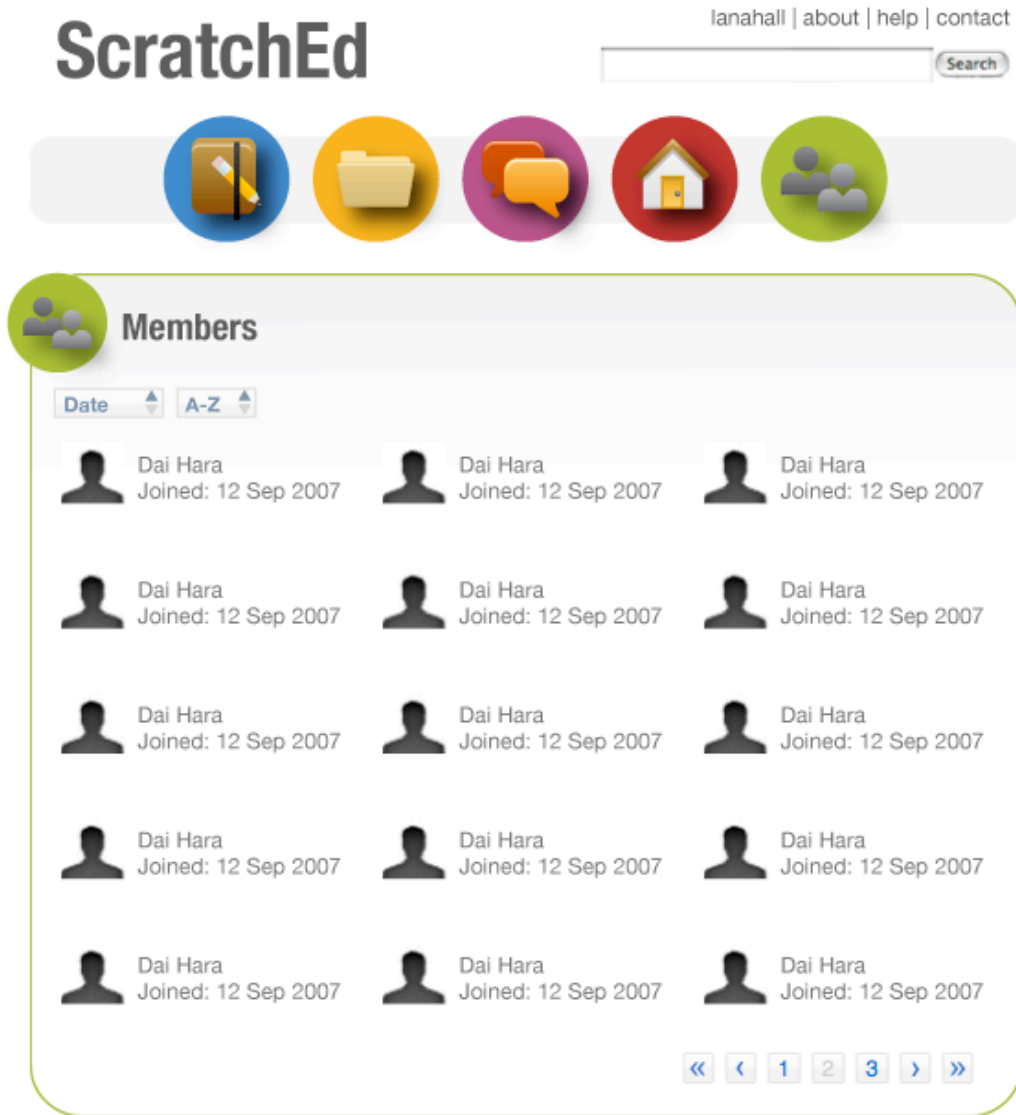 lanahall | about | help | contact
ScratchEd
Search
Members
Date A-Z
Dai Hara Dai Hara Dai Hara
Joined: 12 Sep 2007 Joined: 12 Sep 2007 Joined: 12 Sep 2007
Dai Hara Dai Hara Dai Hara
Joined: 12 Sep 2007 Joined: 12 Sep 2007 Joined: 12 Sep 2007
Dai Hara Dai Hara Dai Hara
Joined: 12 Sep 2007 Joined: 12 Sep 2007 Joined: 12 Sep 2007
Dai Hara Dai Hara Dai Hara
Joined: 12 Sep 2007 Joined: 12 Sep 2007 Joined: 12 Sep 2007
Dai Hara Dai Hara Dai Hara
Joined: 12 Sep 2007 Joined: 12 Sep 2007 Joined: 12 Sep 2007
« ‹ 1 2 3 › »